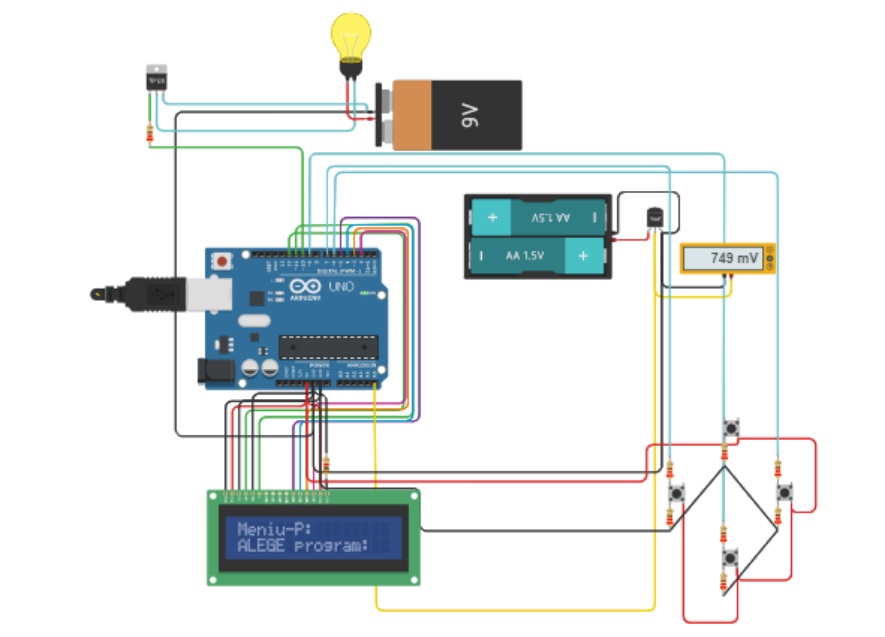 9V
AA 1.5V
AA 1.5V
749 mV
DIGITAL (PWM~)
UNO
ARDUINO
POWER
ANALOG IN
Meniu-P:
ALEGE program: